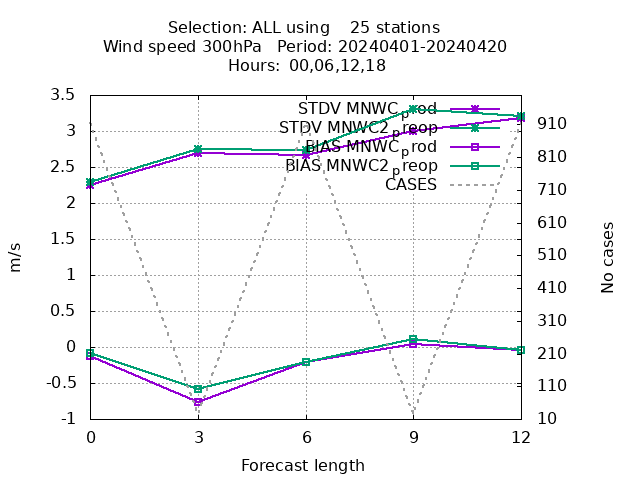 Selection: ALL using    25 stations
Wind speed 300hPa   Period: 20240401-20240420
Hours:  00,06,12,18
STDV MNWC_prod
STDV MNWC2_preop
BIAS MNWC_prod
BIAS MNWC2_preop
CASES
3.5
3
2.5
2
1.5
1
0.5
0
-0.5
-1
m/s
910
810
710
610
510
410
310
210
110
10
No cases
0 3 6 9 12
Forecast length